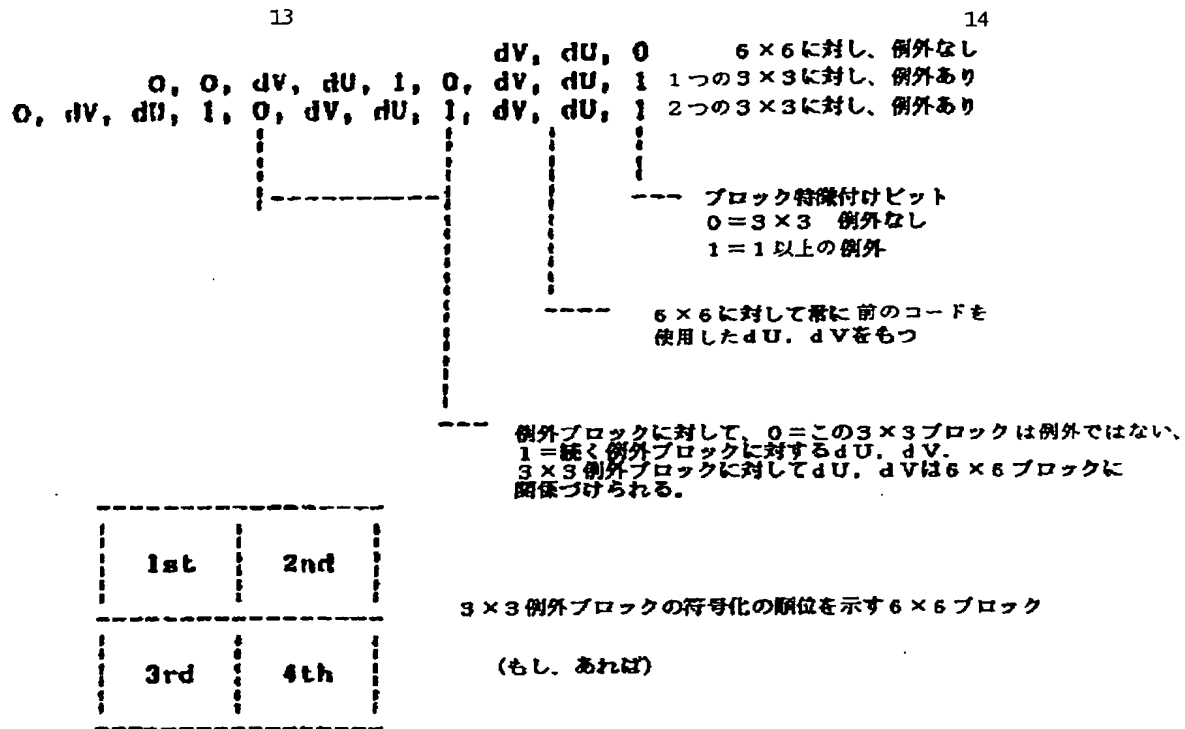 13 14
dV, dU, 0 6×6に対し、例外なし
0, 0, dV, dU, 1, 0, dV, dU, 1 1つの3×3に対し、例外あり
0, dV, dU, 1, 0, dV, dU, 1, dV, dU, 1 2つの3×3に対し、例外あり
ブロック特徴付けビット
0=3×3 例外なし
1=1以上の例外
6×6に対して常に前のコードを
使用したdU.dVをもつ
例外ブロックに対して、0=この3×3ブロックは例外ではない、
1=続く例外ブロックに対するdU.dV.
3×3例外ブロックに対してdU.dVは6×6ブロックに
関係づけられる。
1st 2nd
3×3例外ブロックの符号化の順位を示す6×6ブロック
3rd 4th
(もし.あれば)